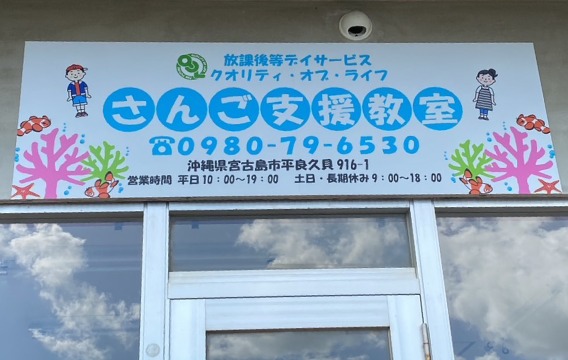 放課後等デイサービス
クオリティ・オブ・ライフ
さんご支援教室
☎0980-79-6530
沖縄県宮古島市平良久貝916-1
営業時間 平日10:00～19:00 土日・長期休み9:00～18:00